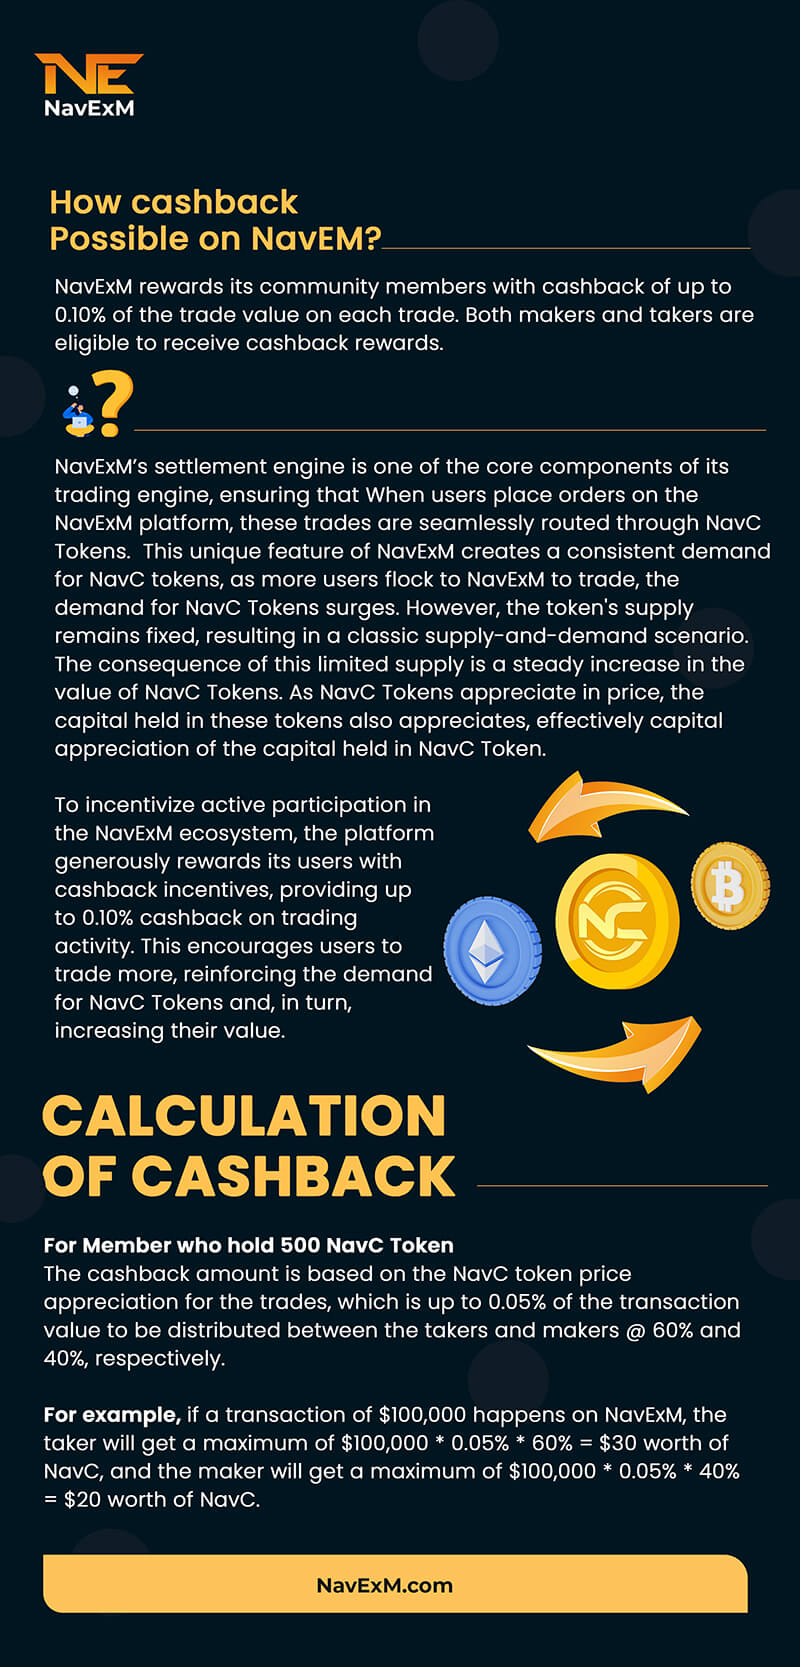 NE
NavExM
How cashback
Possible on NavEM?
NavExM rewards its community members with cashback of up to
0.10% of the trade value on each trade. Both makers and takers are
eligible to receive cashback rewards.
?
NavExM’s settlement engine is one of the core components of its
trading engine, ensuring that When users place orders on the
NavExM platform, these trades are seamlessly routed through NavC
Tokens.  This unique feature of NavExM creates a consistent demand
for NavC tokens, as more users flock to NavExM to trade, the
demand for NavC Tokens surges. However, the token's supply
remains fixed, resulting in a classic supply-and-demand scenario.
The consequence of this limited supply is a steady increase in the
value of NavC Tokens. As NavC Tokens appreciate in price, the
capital held in these tokens also appreciates, effectively capital
appreciation of the capital held in NavC Token.
To incentivize active participation in
the NavExM ecosystem, the platform
generously rewards its users with
cashback incentives, providing up
to 0.10% cashback on trading
activity. This encourages users to
trade more, reinforcing the demand
for NavC Tokens and, in turn,
increasing their value.
NC
₿
CALCULATION
OF CASHBACK
For Member who hold 500 NavC Token
The cashback amount is based on the NavC token price
appreciation for the trades, which is up to 0.05% of the transaction
value to be distributed between the takers and makers @ 60% and
40%, respectively.
For example, if a transaction of $100,000 happens on NavExM, the
taker will get a maximum of $100,000 * 0.05% * 60% = $30 worth of
NavC, and the maker will get a maximum of $100,000 * 0.05% * 40%
= $20 worth of NavC.
NavExM.com